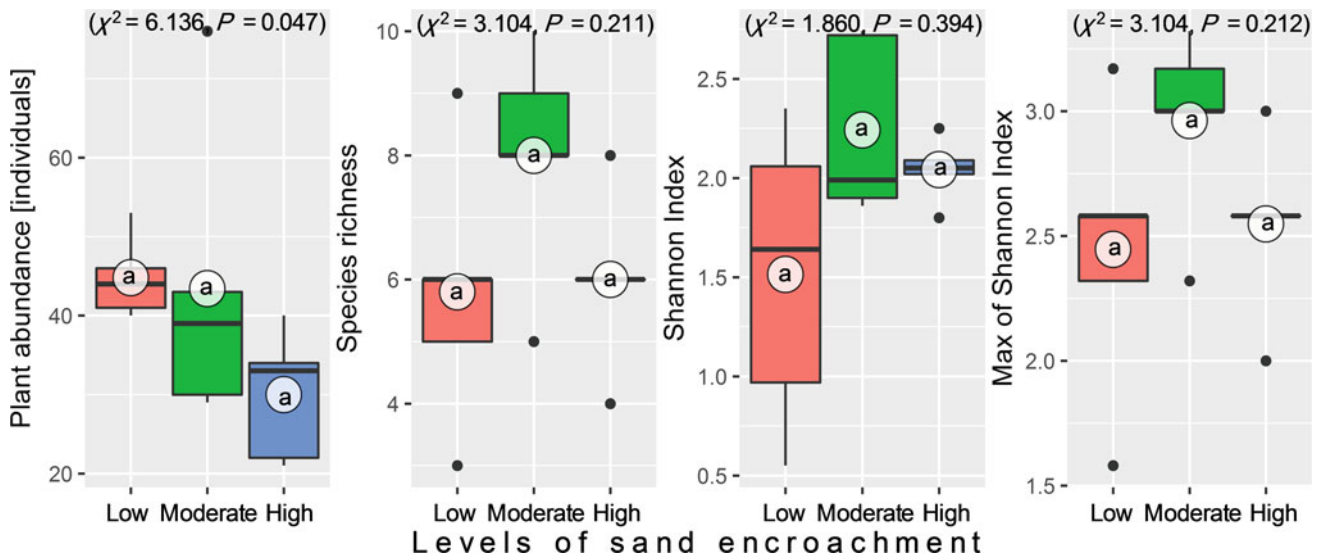 (χ² = 6.136, P = 0.047)
(χ² = 3.104, P = 0.211)
(χ² = 1.860, P = 0.394)
(χ² = 3.104, P = 0.212)
Plant abundance [individuals]
60
40
20
a
a
a
Low Moderate High
Species richness
10
8
6
4
a
a
a
Low Moderate High
Shannon Index
2.5
2.0
1.5
1.0
0.5
a
a
a
Low Moderate High
Max of Shannon Index
3.0
2.5
2.0
1.5
a
a
a
Low Moderate High
Levels of sand encroachment